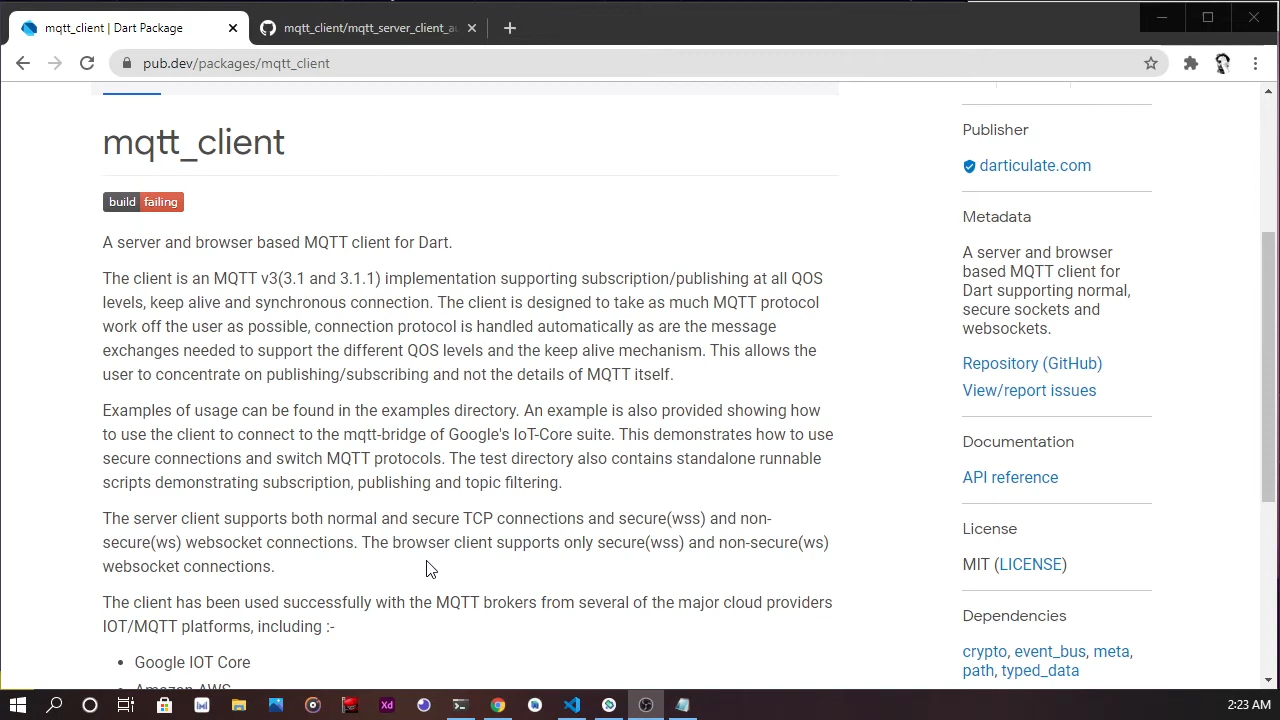 mqtt_client | Dart Package
mqtt_client/mqtt_server_client_au
pub.dev/packages/mqtt_client
mqtt_client
build failing
A server and browser based MQTT client for Dart.
The client is an MQTT v3(3.1 and 3.1.1) implementation supporting subscription/publishing at all QOS
levels, keep alive and synchronous connection. The client is designed to take as much MQTT protocol
work off the user as possible, connection protocol is handled automatically as are the message
exchanges needed to support the different QOS levels and the keep alive mechanism. This allows the
user to concentrate on publishing/subscribing and not the details of MQTT itself.
Examples of usage can be found in the examples directory. An example is also provided showing how
to use the client to connect to the mqtt-bridge of Google's IoT-Core suite. This demonstrates how to use
secure connections and switch MQTT protocols. The test directory also contains standalone runnable
scripts demonstrating subscription, publishing and topic filtering.
The server client supports both normal and secure TCP connections and secure(wss) and non-
secure(ws) websocket connections. The browser client supports only secure(wss) and non-secure(ws)
websocket connections.
The client has been used successfully with the MQTT brokers from several of the major cloud providers
IOT/MQTT platforms, including :-
• Google IOT Core
• Amazon AWS
Publisher
darticulate.com
Metadata
A server and browser
based MQTT client for
Dart supporting normal,
secure sockets and
websockets.
Repository (GitHub)
View/report issues
Documentation
API reference
License
MIT (LICENSE)
Dependencies
crypto, event_bus, meta,
path, typed_data
Xd
2:23 AM